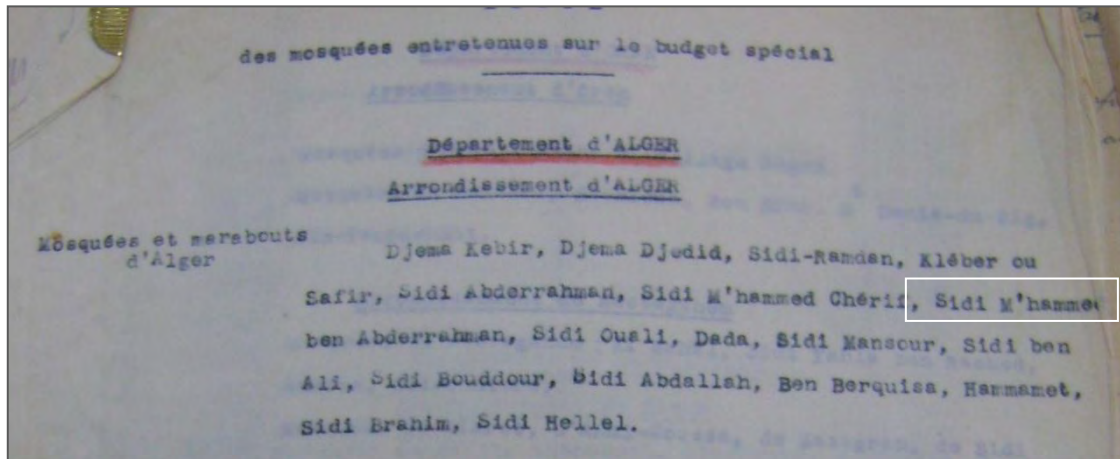 des mosquées entretenues sur le budget spécial
Département d'ALGER
Arrondissement d'ALGER
Mosquées et marabouts
d'Alger
Djema Kebir, Djema Djedid, Sidi-Ramdan, Kléber ou
Safir, Sidi Abderrahman, Sidi M'hammed Chérif, Sidi M'hammed
ben Abderrahman, Sidi Ouali, Dada, Sidi Mansour, Sidi ben
Ali, Sidi Bouddour, Sidi Abdallah, Ben Berquisa, Hammamet,
Sidi Brahim, Sidi Hellel.